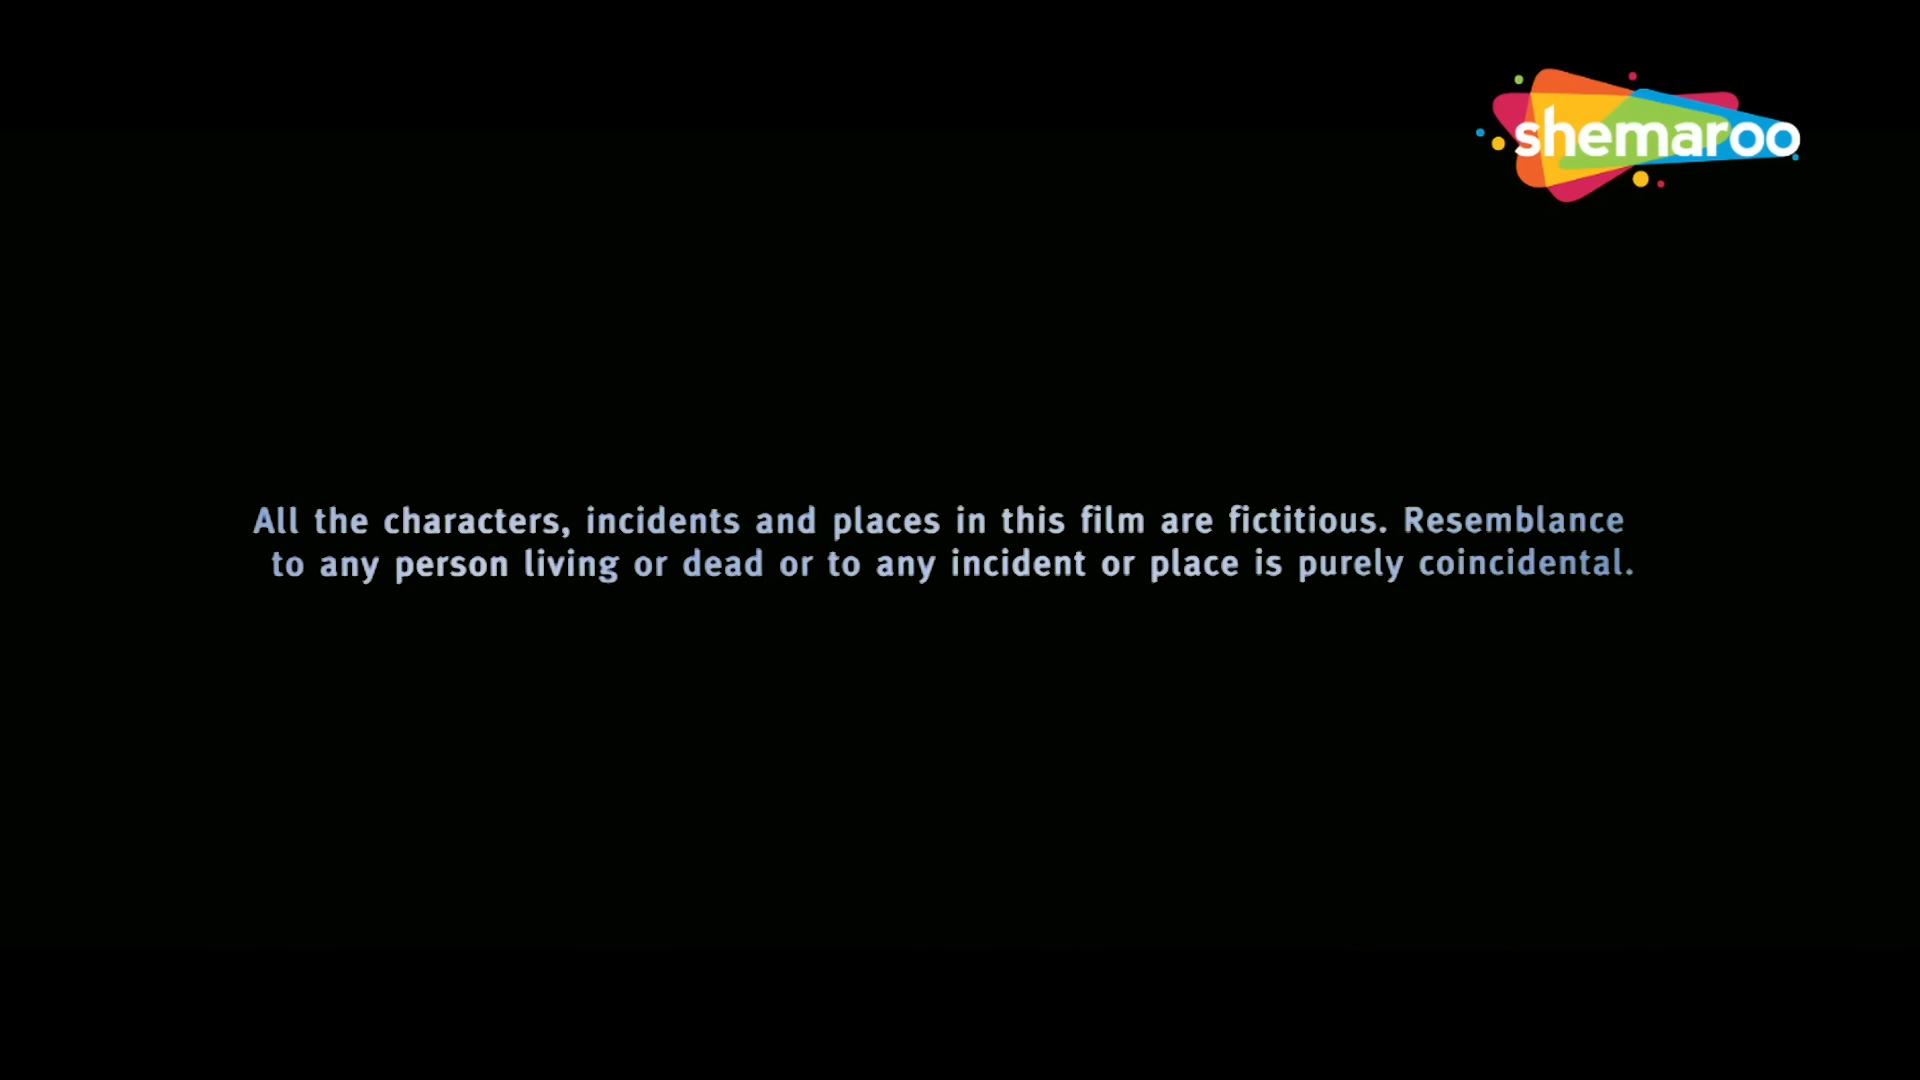 shemaroo
All the characters, incidents and places in this film are fictitious. Resemblance
to any person living or dead or to any incident or place is purely coincidental.